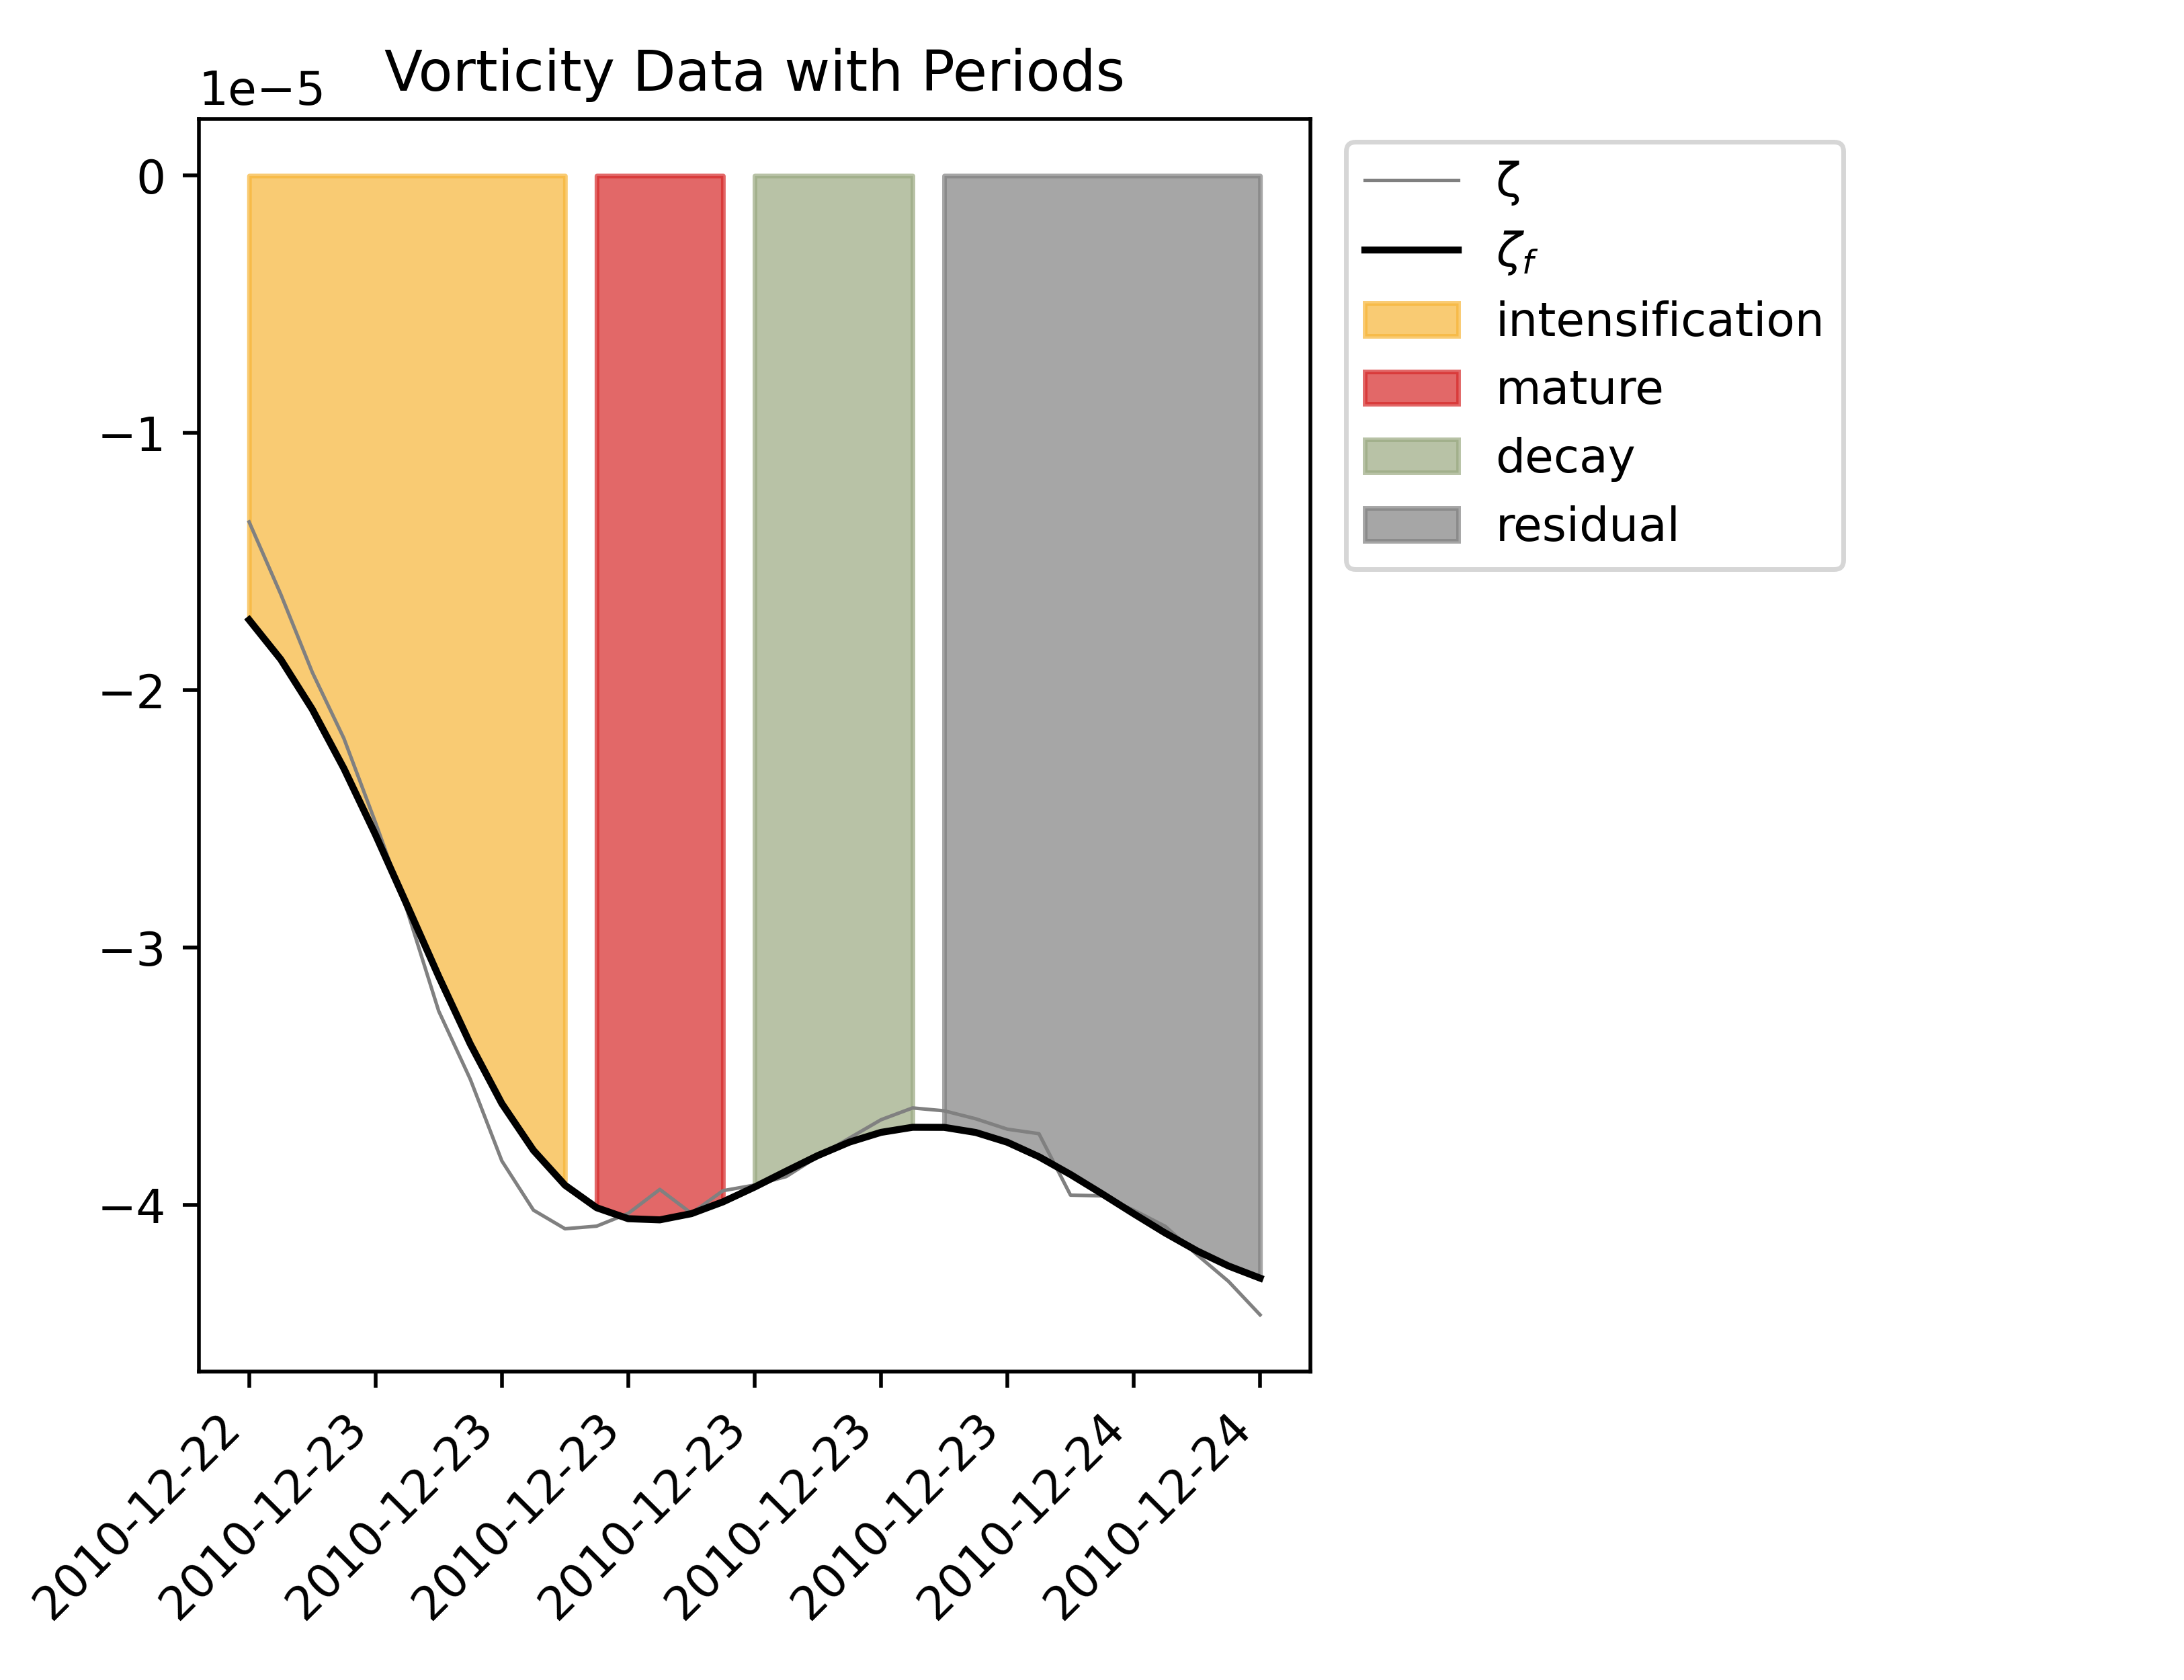 Vorticity Data with Periods
1e−5
0
−1
−2
−3
−4
2010-12-22
2010-12-23
2010-12-23
2010-12-23
2010-12-23
2010-12-23
2010-12-23
2010-12-24
2010-12-24
ζ
ζf
intensification
mature
decay
residual